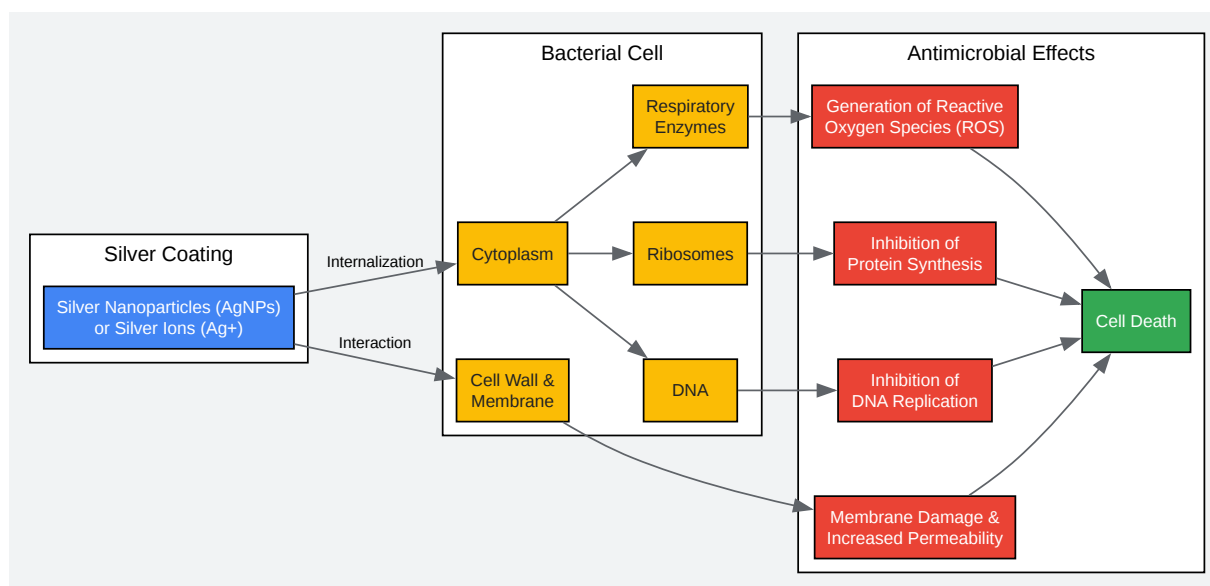 Silver Coating
Silver Nanoparticles (AgNPs)
or Silver Ions (Ag+)
Internalization
Interaction
Bacterial Cell
Respiratory
Enzymes
Cytoplasm
Ribosomes
Cell Wall &
Membrane
DNA
Antimicrobial Effects
Generation of Reactive
Oxygen Species (ROS)
Inhibition of
Protein Synthesis
Inhibition of
DNA Replication
Membrane Damage &
Increased Permeability
Cell Death